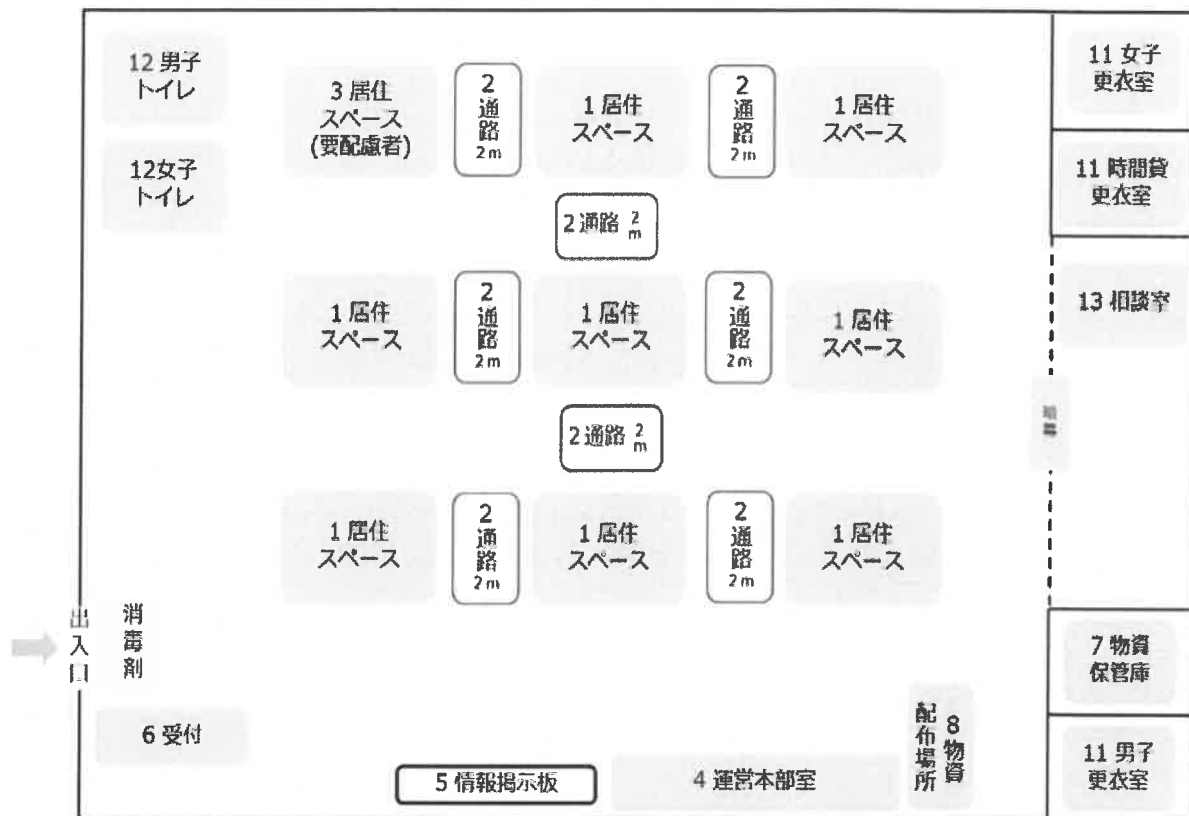 12 男子
トイレ
12女子
トイレ
3 居住
スペース
(要配慮者)
2
通路
2m
1 居住
スペース
2
通路
2m
1 居住
スペース
11 女子
更衣室
11 時間貸
更衣室
2 通路 2m
1 居住
スペース
2
通路
2m
1 居住
スペース
2
通路
2m
1 居住
スペース
13 相談室
2 通路 2m
1 居住
スペース
2
通路
2m
1 居住
スペース
2
通路
2m
1 居住
スペース
出入口
消毒剤
6 受付
5 情報掲示板
4 運営本部室
8 物資
配布場所
7 物資
保管庫
11 男子
更衣室